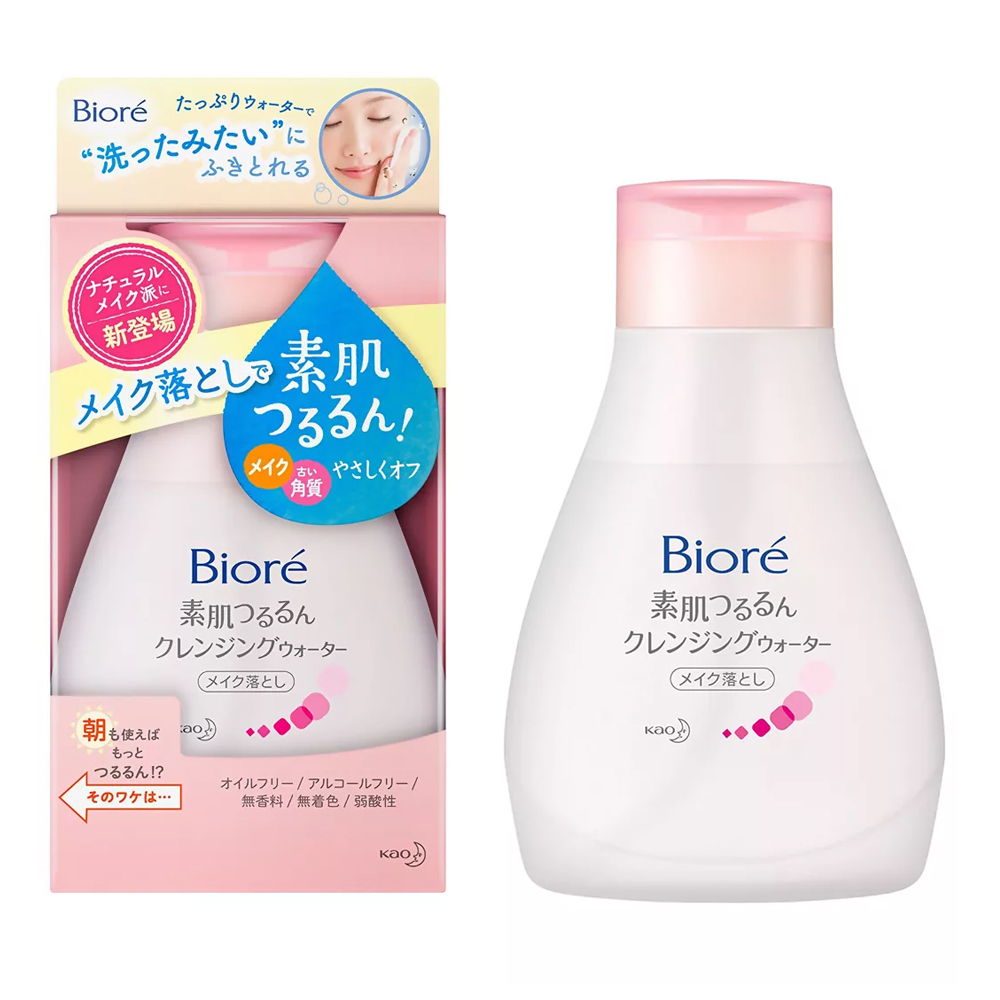 Bioré
たっぷりウォーターで
“洗ったみたい”に
ふきとれる
ナチュラル
メイク派に
新登場
メイク落としで
素肌
つるるん!
メイク
古い
角質
やさしくオフ
Bioré
素肌つるるん
クレンジングウォーター
メイク落とし
kao
朝も使えば
もっと
つるるん!?
そのワケは…
オイルフリー / アルコールフリー /
無香料 / 無着色 / 弱酸性
kao
Bioré
素肌つるるん
クレンジングウォーター
メイク落とし
kao